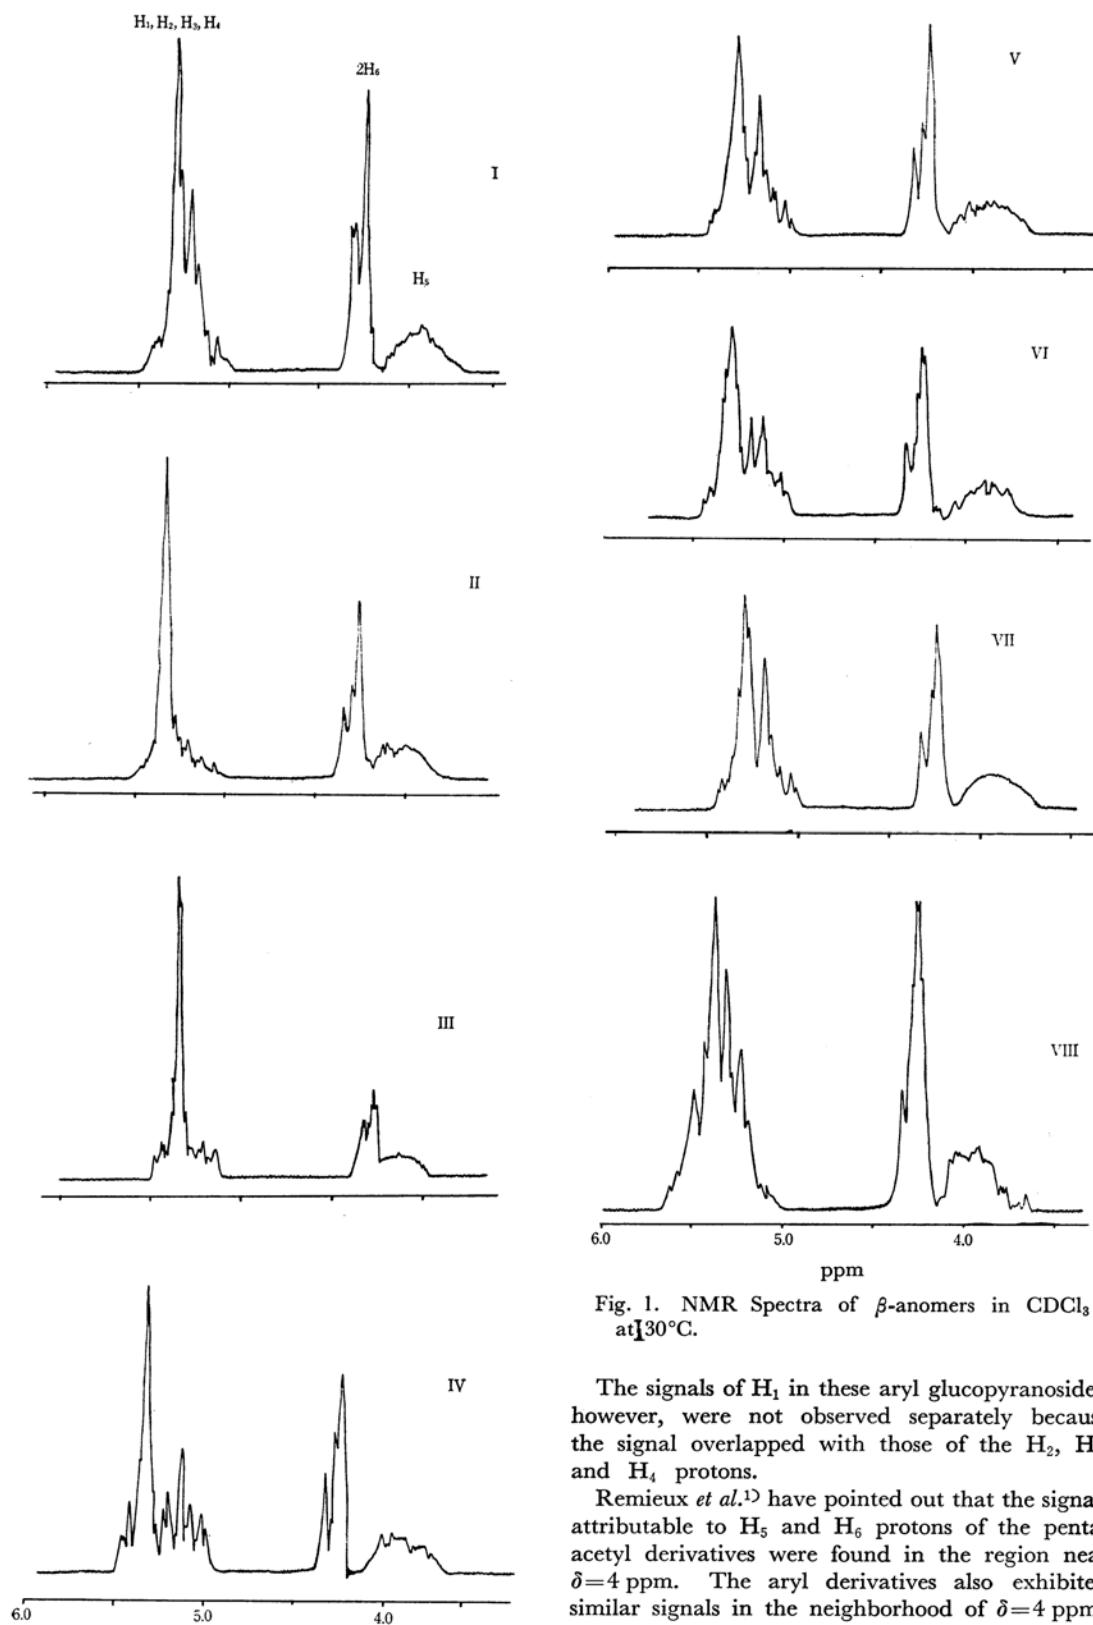 H₁, H₂, H₃, H₄
2H₆
H₅
I
II
III
IV
6.0 5.0 4.0
V
VI
VII
VIII
6.0 5.0 4.0
ppm
Fig. 1. NMR Spectra of β-anomers in CDCl₃
at 30°C.
The signals of H₁ in these aryl glucopyranoside
however, were not observed separately becau
the signal overlapped with those of the H₂, H
and H₄ protons.
Remieux et al.¹⁾ have pointed out that the signa
attributable to H₅ and H₆ protons of the penta
acetyl derivatives were found in the region nea
δ=4 ppm. The aryl derivatives also exhibite
similar signals in the neighborhood of δ=4 ppm